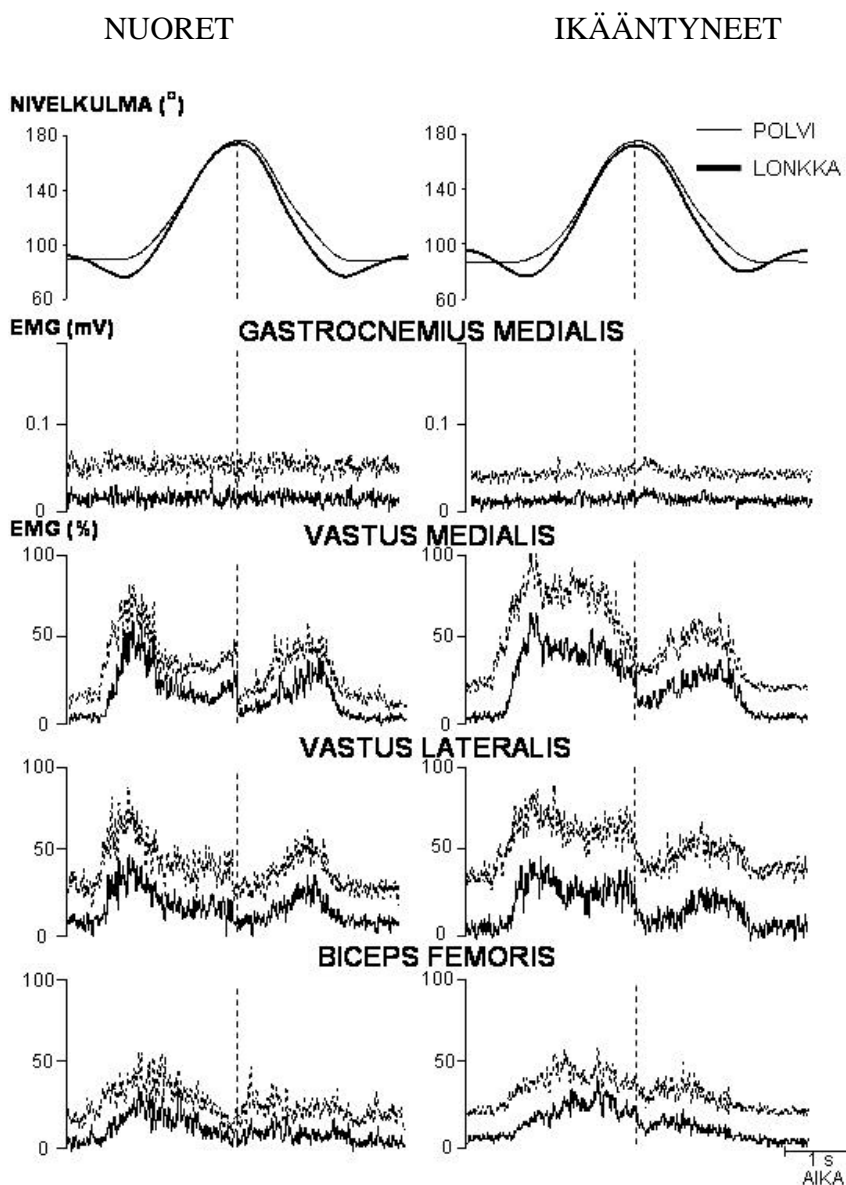 NUORET IKÄÄNTYNEET
NIVELKULMA (°)
180 180 POLVI
LONKKA
140 140
100 100
60 60
EMG (mV) GASTROCNEMIUS MEDIALIS
0.1 0.1
0 0
EMG (%) VASTUS MEDIALIS
100 100
50 50
0 0
VASTUS LATERALIS
100 100
50 50
0 0
BICEPS FEMORIS
100 100
50 50
0 0
1 s
AIKA